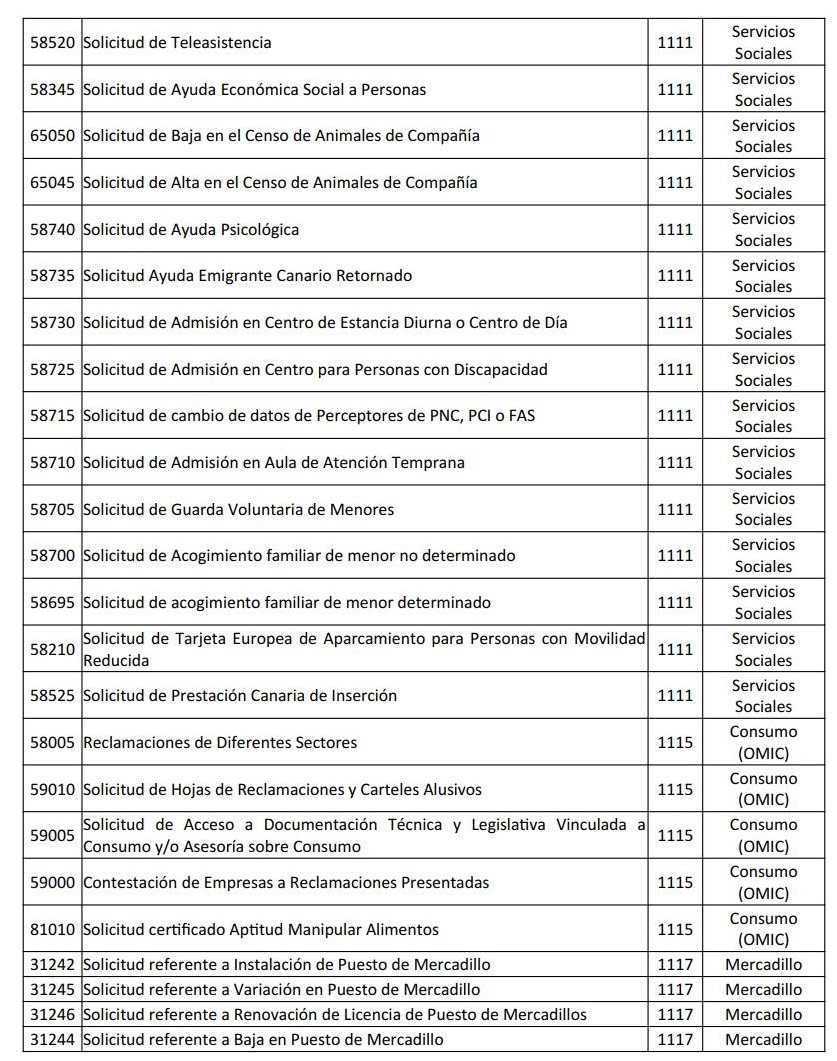 58520 Solicitud de Teleasistencia 1111 Servicios
Sociales
58345 Solicitud de Ayuda Económica Social a Personas 1111 Servicios
Sociales
65050 Solicitud de Baja en el Censo de Animales de Compañía 1111 Servicios
Sociales
65045 Solicitud de Alta en el Censo de Animales de Compañía 1111 Servicios
Sociales
58740 Solicitud de Ayuda Psicológica 1111 Servicios
Sociales
58735 Solicitud Ayuda Emigrante Canario Retornado 1111 Servicios
Sociales
58730 Solicitud de Admisión en Centro de Estancia Diurna o Centro de Día 1111 Servicios
Sociales
58725 Solicitud de Admisión en Centro para Personas con Discapacidad 1111 Servicios
Sociales
58715 Solicitud de cambio de datos de Perceptores de PNC, PCI o FAS 1111 Servicios
Sociales
58710 Solicitud de Admisión en Aula de Atención Temprana 1111 Servicios
Sociales
58705 Solicitud de Guarda Voluntaria de Menores 1111 Servicios
Sociales
58700 Solicitud de Acogimiento familiar de menor no determinado 1111 Servicios
Sociales
58695 Solicitud de acogimiento familiar de menor determinado 1111 Servicios
Sociales
58210 Solicitud de Tarjeta Europea de Aparcamiento para Personas con Movilidad 1111 Servicios
Reducida Sociales
58525 Solicitud de Prestación Canaria de Inserción 1111 Servicios
Sociales
58005 Reclamaciones de Diferentes Sectores 1115 Consumo
(OMIC)
59010 Solicitud de Hojas de Reclamaciones y Carteles Alusivos 1115 Consumo
(OMIC)
59005 Solicitud de Acceso a Documentación Técnica y Legislativa Vinculada a 1115 Consumo
Consumo y/o Asesoría sobre Consumo (OMIC)
59000 Contestación de Empresas a Reclamaciones Presentadas 1115 Consumo
(OMIC)
81010 Solicitud certificado Aptitud Manipular Alimentos 1115 Consumo
(OMIC)
31242 Solicitud referente a Instalación de Puesto de Mercadillo 1117 Mercadillo
31245 Solicitud referente a Variación en Puesto de Mercadillo 1117 Mercadillo
31246 Solicitud referente a Renovación de Licencia de Puesto de Mercadillos 1117 Mercadillo
31244 Solicitud referente a Baja en Puesto de Mercadillo 1117 Mercadillo